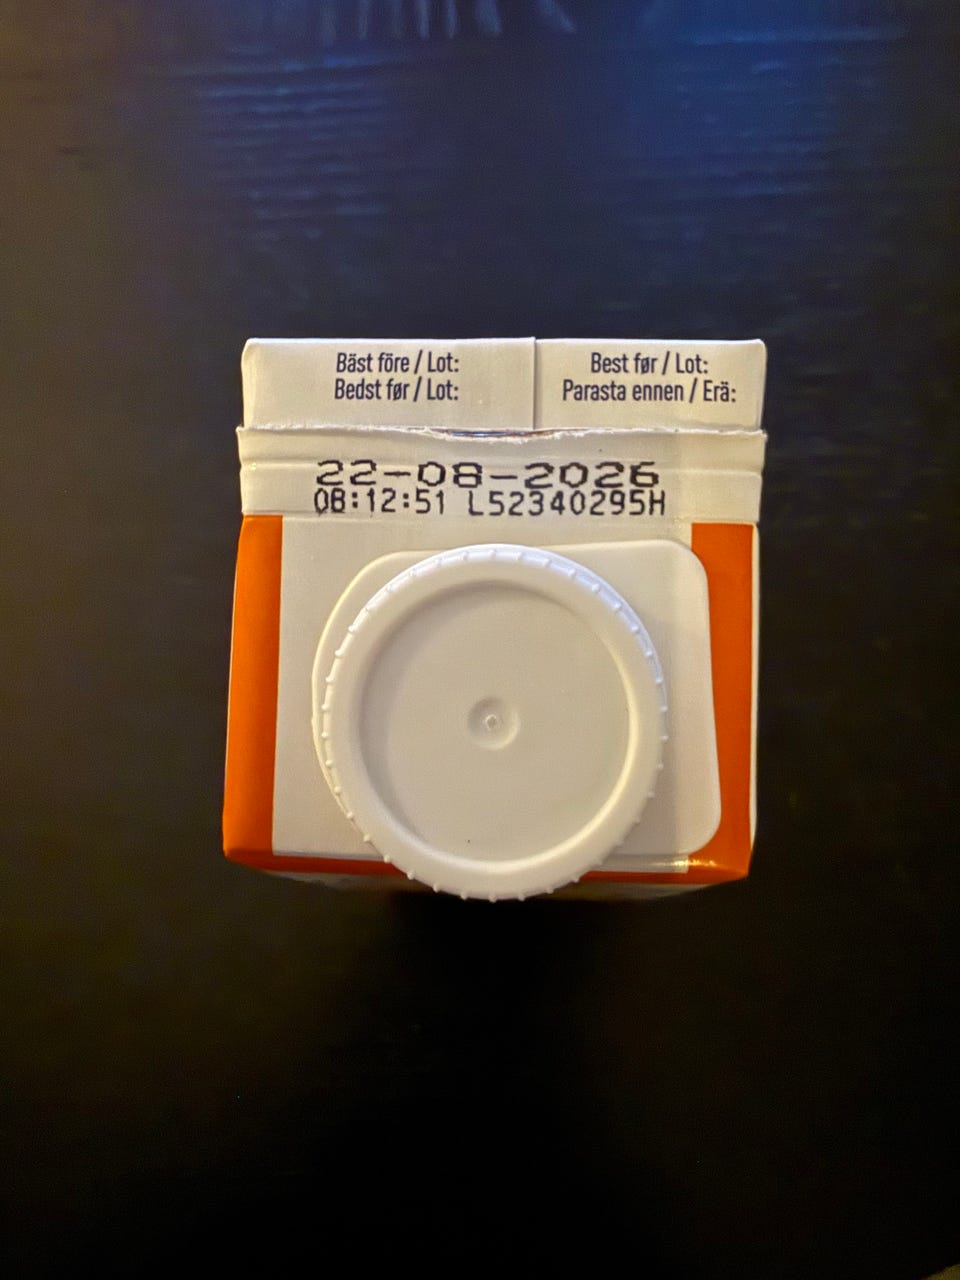 Bäst före / Lot:
Bedst før / Lot:
Best før / Lot:
Parasta ennen / Erä:
22-08-2026
08:12:51 L52340295H